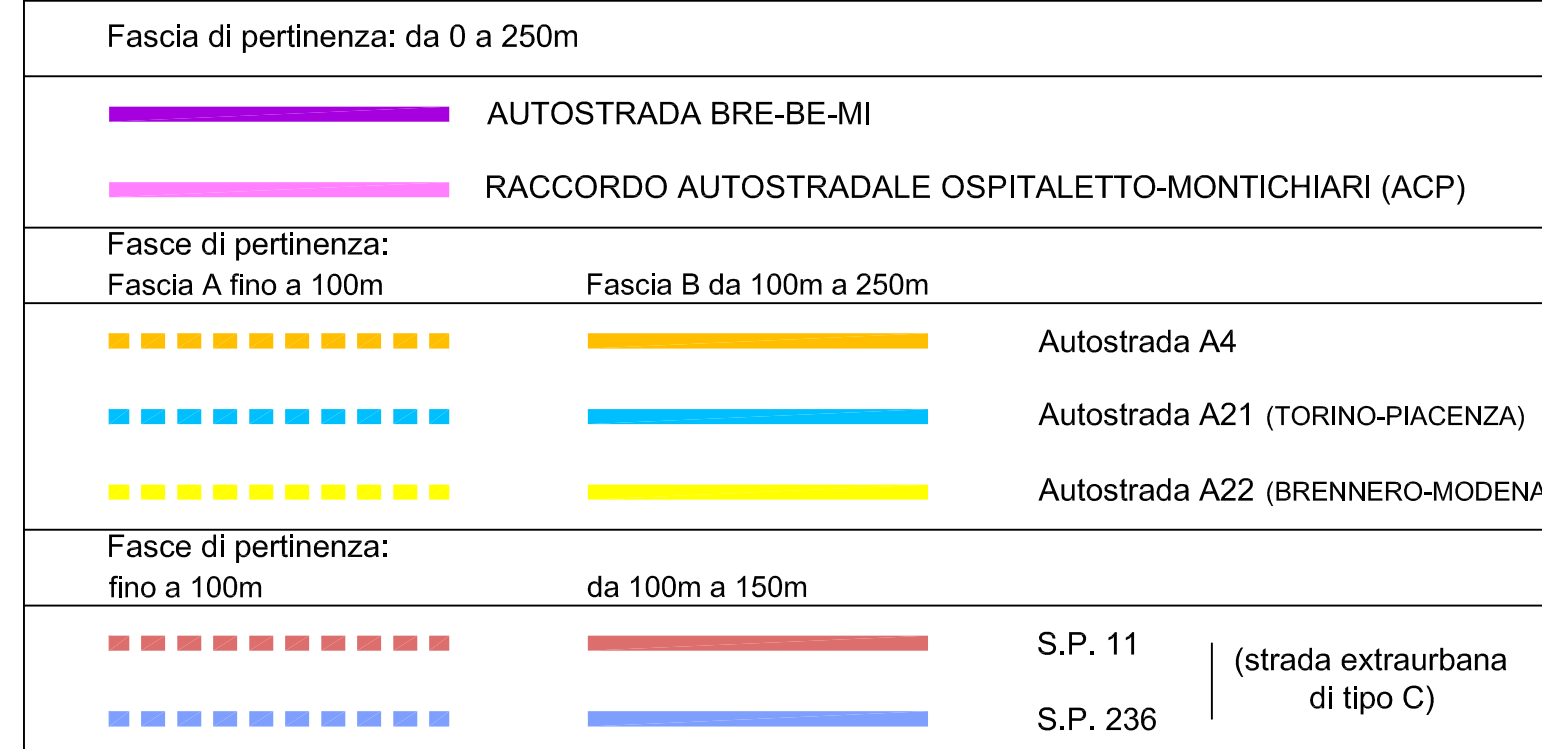 Fascia di pertinenza: da 0 a 250m
AUTOSTRADA BRE-BE-MI
RACCORDO AUTOSTRADALE OSPITALETTO-MONTICHIARI (ACP)
Fasce di pertinenza:
Fascia A fino a 100m Fascia B da 100m a 250m
Autostrada A4
Autostrada A21 (TORINO-PIACENZA)
Autostrada A22 (BRENNERO-MODENA
Fasce di pertinenza:
fino a 100m da 100m a 150m
S.P. 11
(strada extraurbana
di tipo C)
S.P. 236